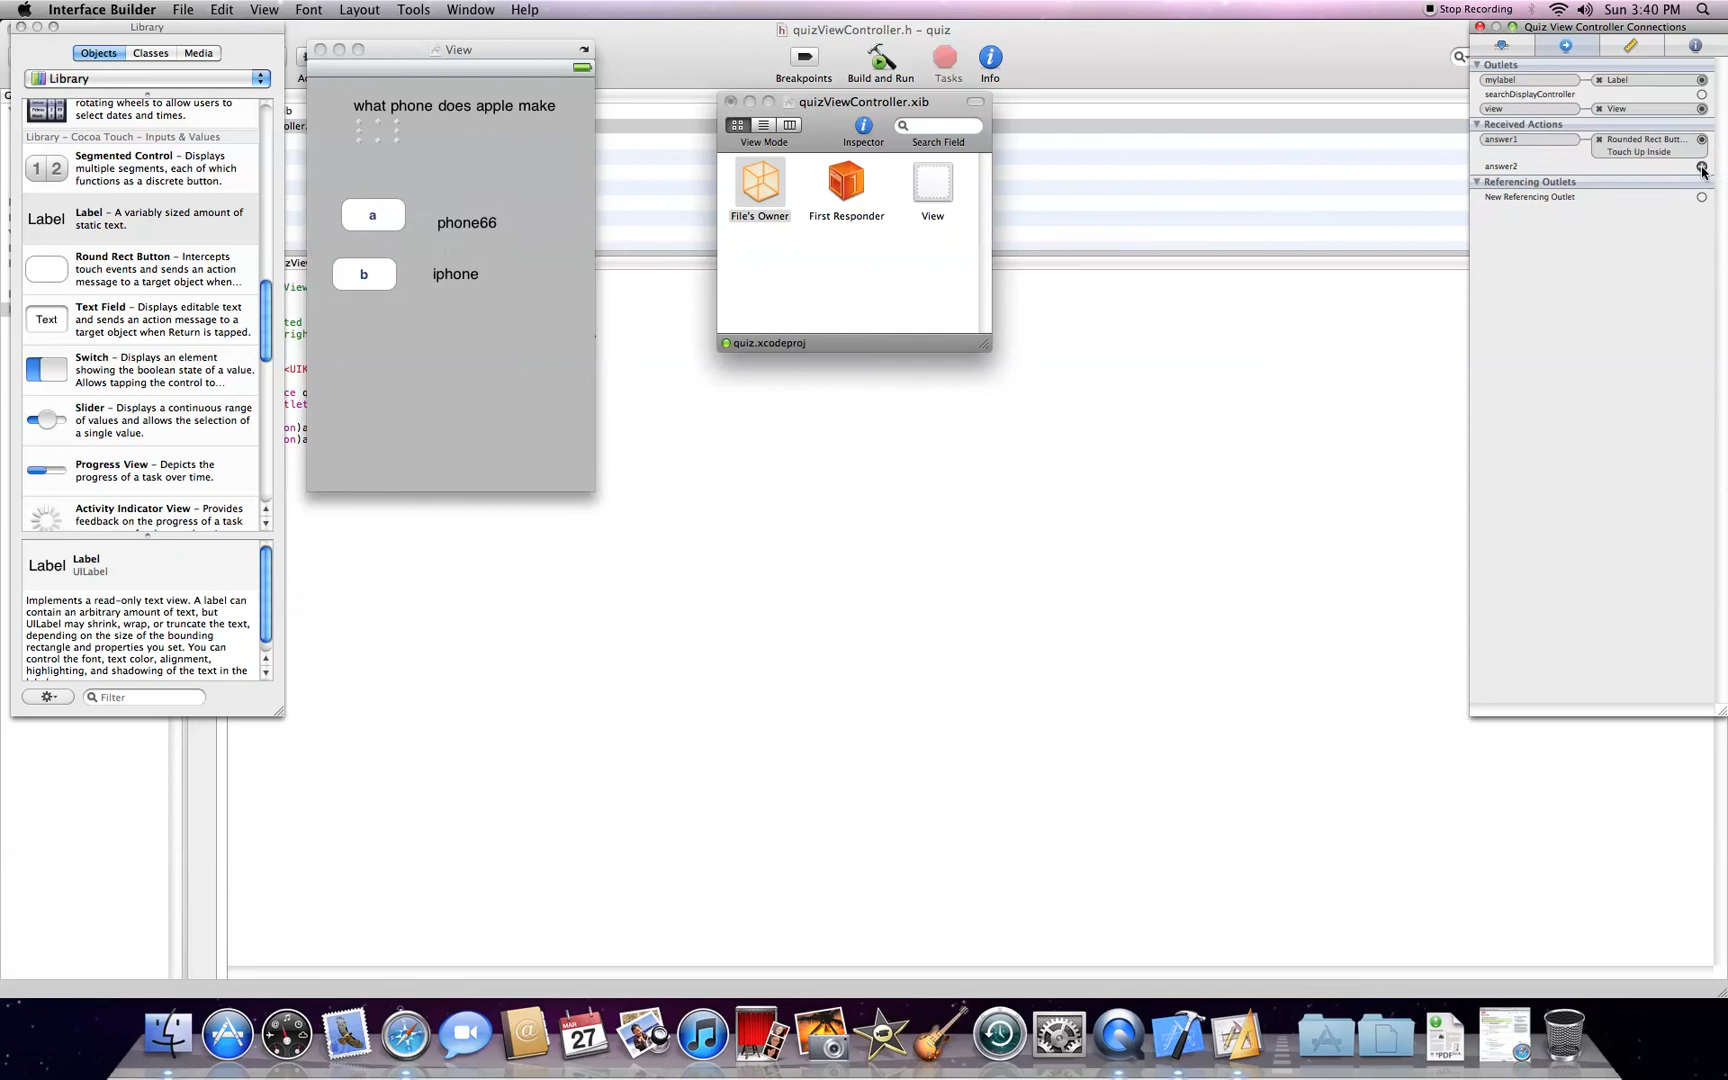 Interface Builder File Edit View Font Layout Tools Window Help
Stop Recording Sun 3:40 PM
Library
Objects Classes Media
Library
rotating wheels to allow users to
select dates and times.
Library – Cocoa Touch – Inputs & Values
1 2
Segmented Control – Displays
multiple segments, each of which
functions as a discrete button.
Label
Label – A variably sized amount of
static text.
Round Rect Button – Intercepts
touch events and sends an action
message to a target object when...
Text
Text Field – Displays editable text
and sends an action message to a
target object when Return is tapped.
Switch – Displays an element
showing the boolean state of a value.
Allows tapping the control to...
Slider – Displays a continuous range
of values and allows the selection of
a single value.
Progress View – Depicts the
progress of a task over time.
Activity Indicator View – Provides
feedback on the progress of a task
Label
Label
UILabel
Implements a read-only text view. A label can
contain an arbitrary amount of text, but
UILabel may shrink, wrap, or truncate the text,
depending on the size of the bounding
rectangle and properties you set. You can
control the font, text color, alignment,
highlighting, and shadowing of the text in the
Filter
View
what phone does apple make
a
phone66
b
iphone
quizViewController.h – quiz
Breakpoints
Build and Run
Tasks
Info
quizViewController.xib
View Mode
Inspector
Search Field
File's Owner
First Responder
View
quiz.xcodeproj
Quiz View Controller Connections
Outlets
mylabel
Label
searchDisplayController
view
View
Received Actions
answer1
Rounded Rect Butt...
Touch Up Inside
answer2
Referencing Outlets
New Referencing Outlet
MAR
27
PDF